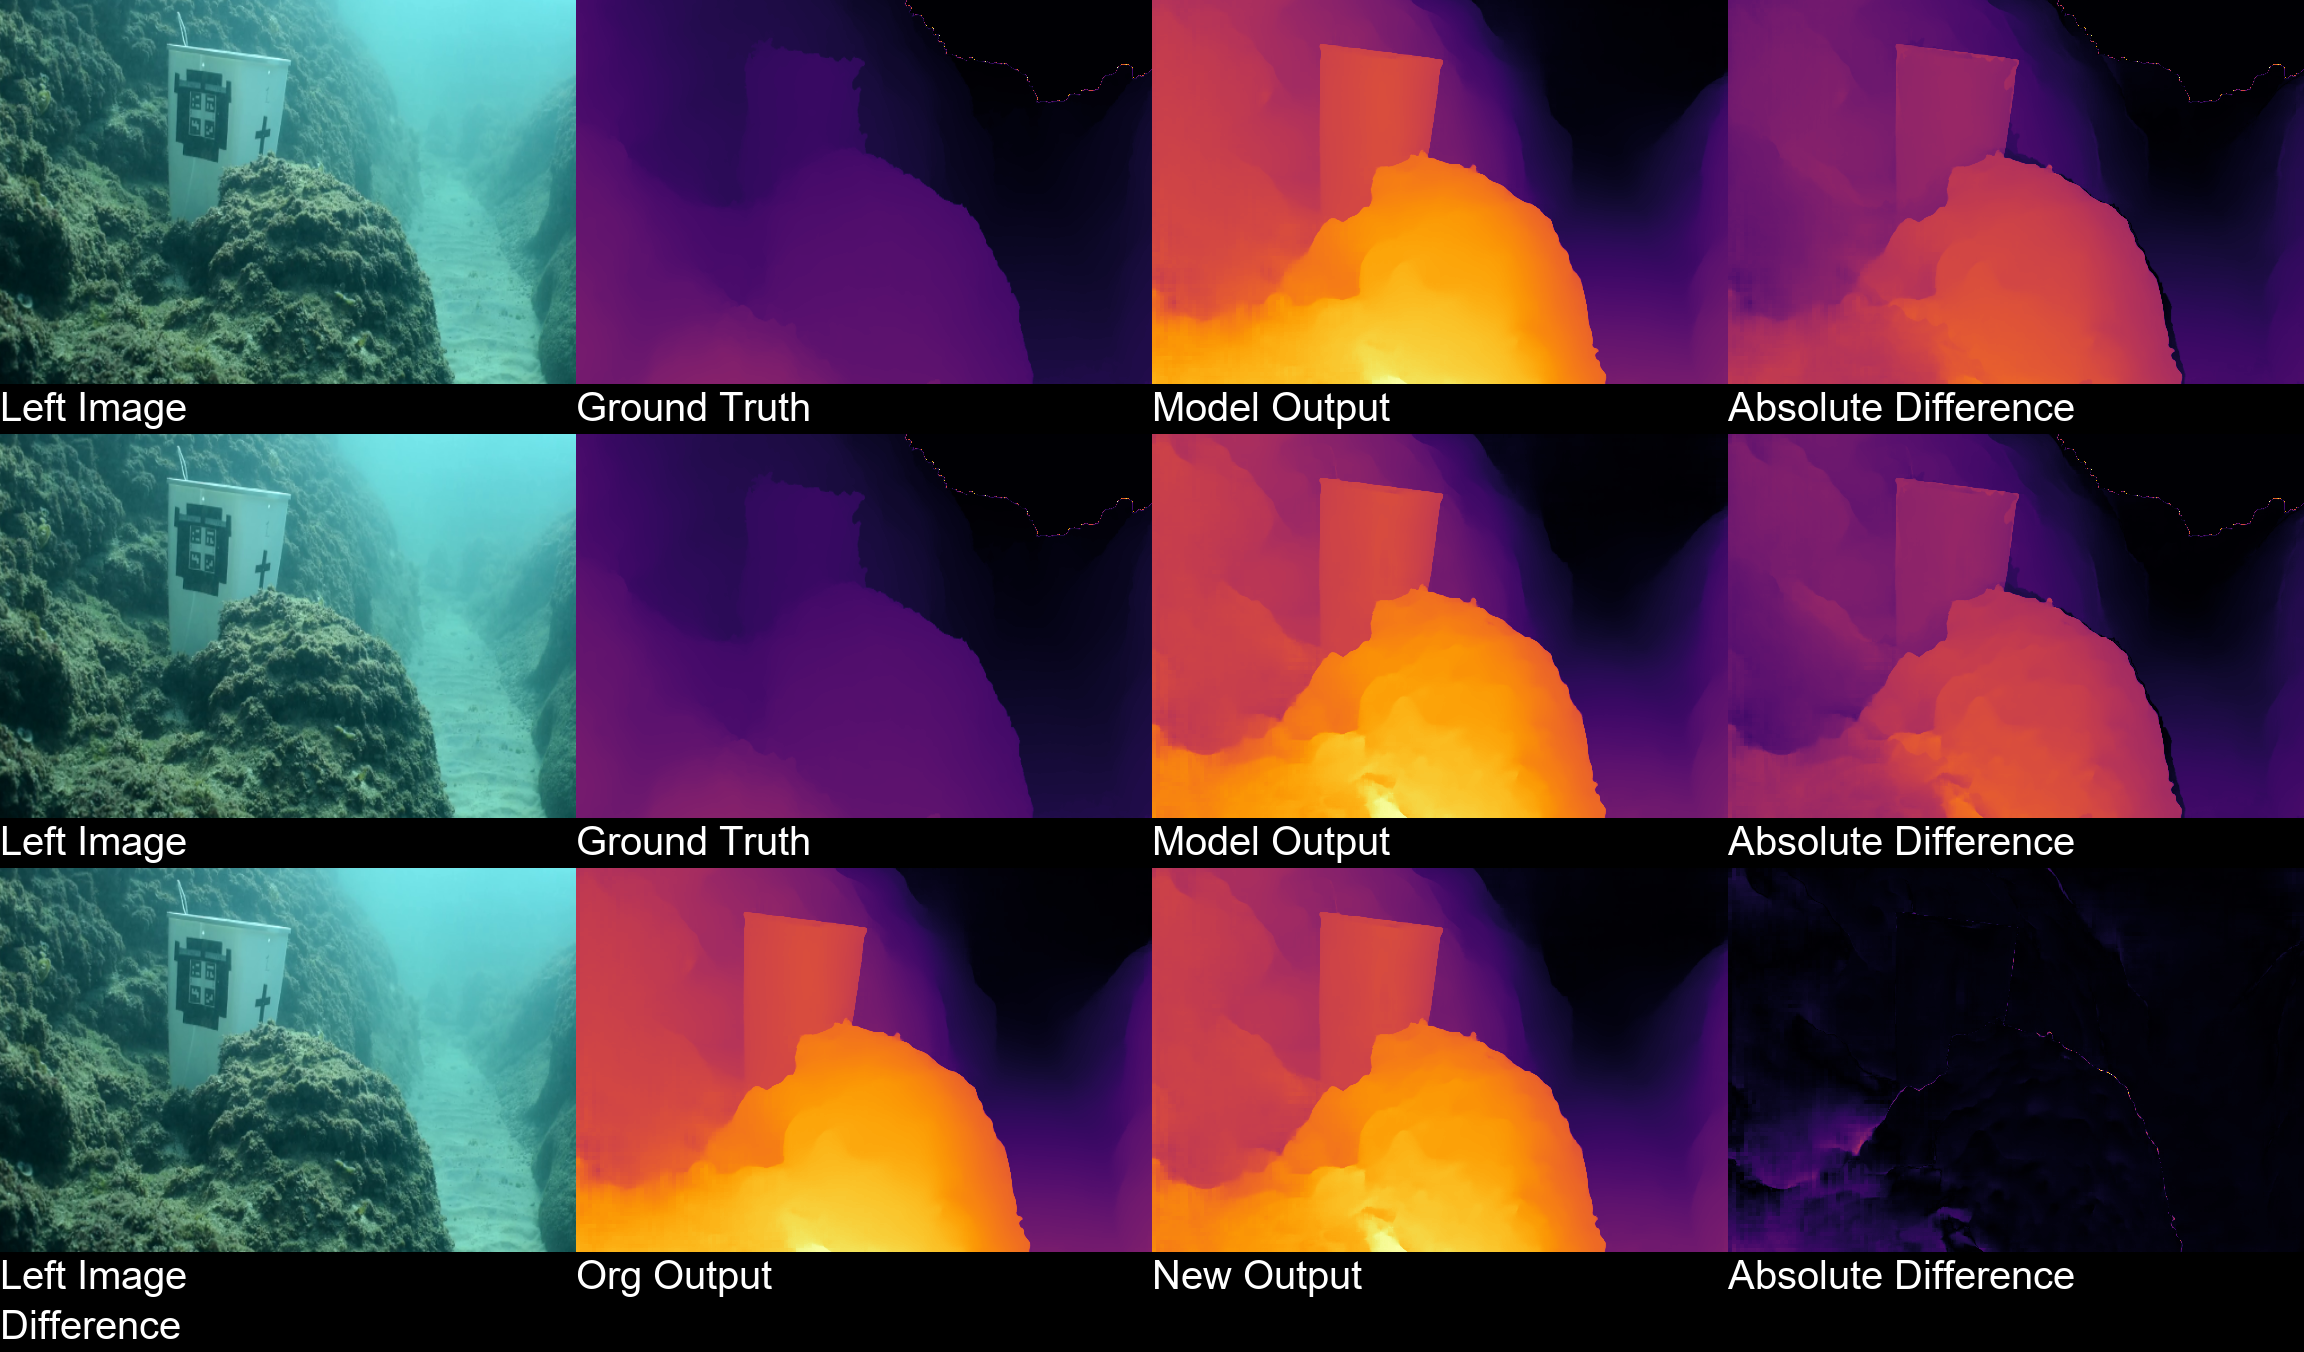 Left Image
Ground Truth
Model Output
Absolute Difference
Left Image
Ground Truth
Model Output
Absolute Difference
Left Image
Org Output
New Output
Absolute Difference
Difference